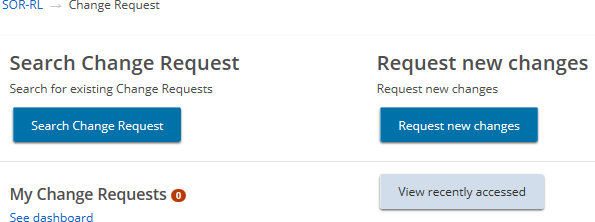 SOR-RL → Change Request
Search Change Request
Search for existing Change Requests
Search Change Request
Request new changes
Request new changes
Request new changes
My Change Requests 0
See dashboard
View recently accessed